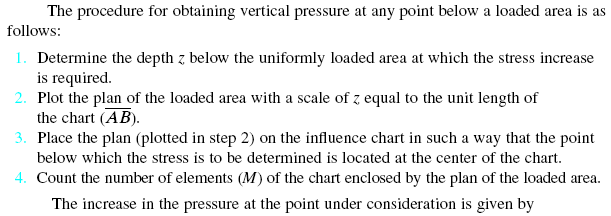 The procedure for obtaining vertical pressure at any point below a loaded area is as
follows:
1. Determine the depth z below the uniformly loaded area at which the stress increase
is required.
2. Plot the plan of the loaded area with a scale of z equal to the unit length of
the chart (A̅B̅).
3. Place the plan (plotted in step 2) on the influence chart in such a way that the point
below which the stress is to be determined is located at the center of the chart.
4. Count the number of elements (M) of the chart enclosed by the plan of the loaded area.
The increase in the pressure at the point under consideration is given by